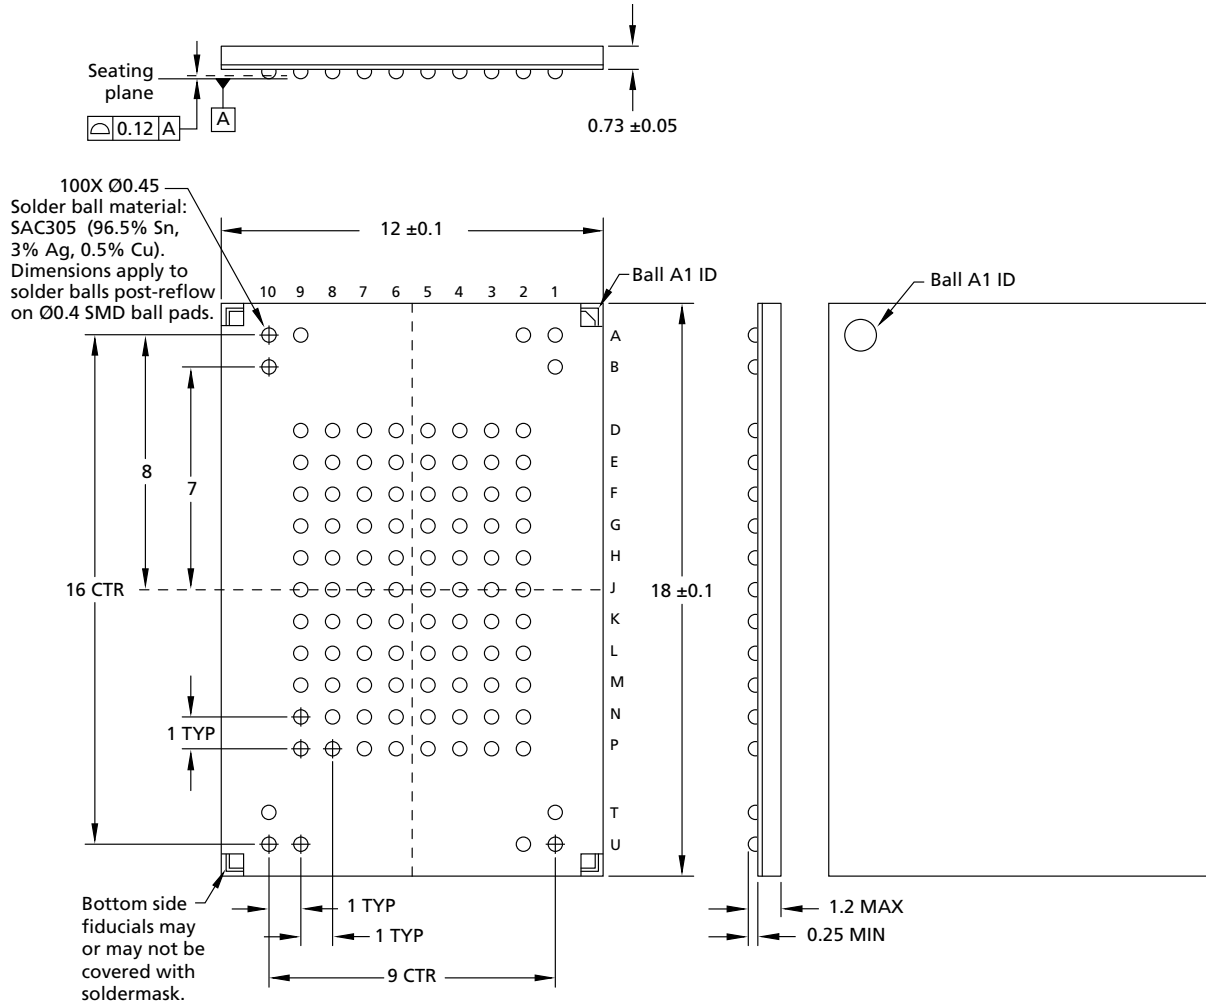 Seating
plane
0.12 A
A
0.73 ±0.05
100X Ø0.45
Solder ball material:
SAC305 (96.5% Sn,
3% Ag, 0.5% Cu).
Dimensions apply to
solder balls post-reflow
on Ø0.4 SMD ball pads.
12 ±0.1
Ball A1 ID
Ball A1 ID
10 9 8 7 6 5 4 3 2 1
A
B
D
E
F
G
H
J
K
L
M
N
P
T
U
8
7
16 CTR
18 ±0.1
1 TYP
Bottom side
fiducials may
or may not be
covered with
soldermask.
1 TYP
1 TYP
9 CTR
1.2 MAX
0.25 MIN